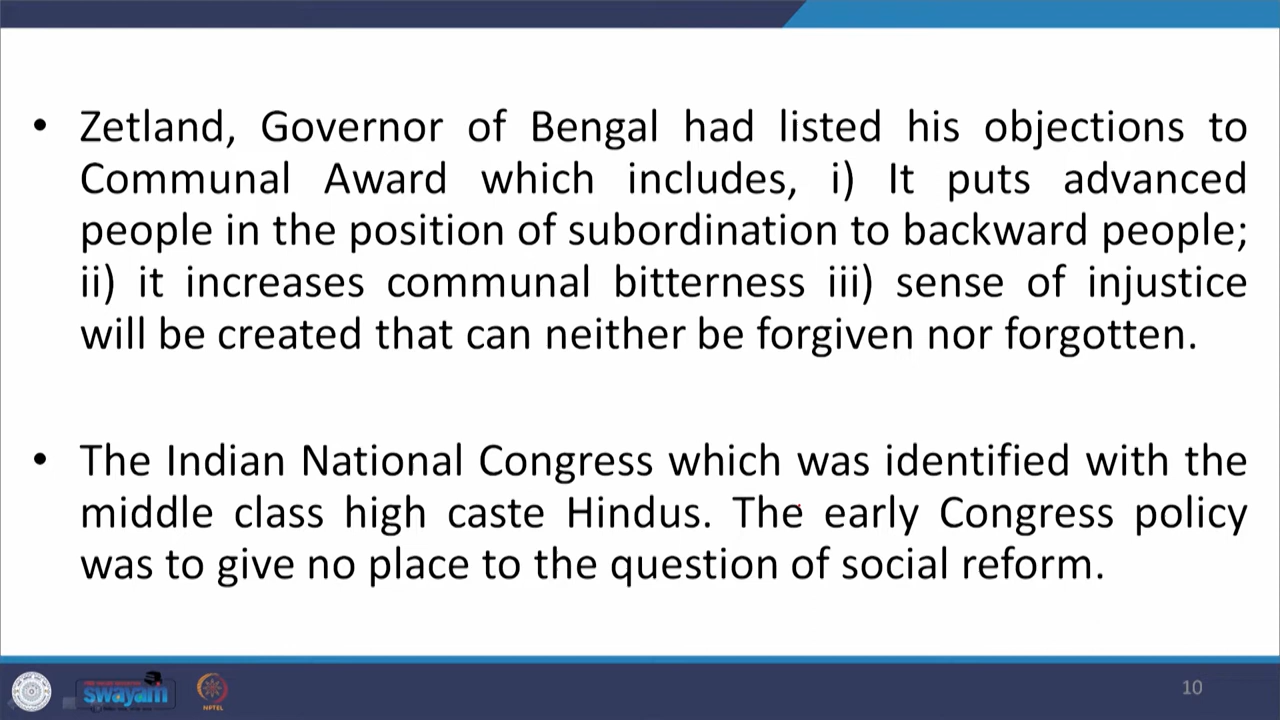 • Zetland, Governor of Bengal had listed his objections to
Communal Award which includes, i) It puts advanced
people in the position of subordination to backward people;
ii) it increases communal bitterness iii) sense of injustice
will be created that can neither be forgiven nor forgotten.
• The Indian National Congress which was identified with the
middle class high caste Hindus. The early Congress policy
was to give no place to the question of social reform.
swayam
NPTEL
10